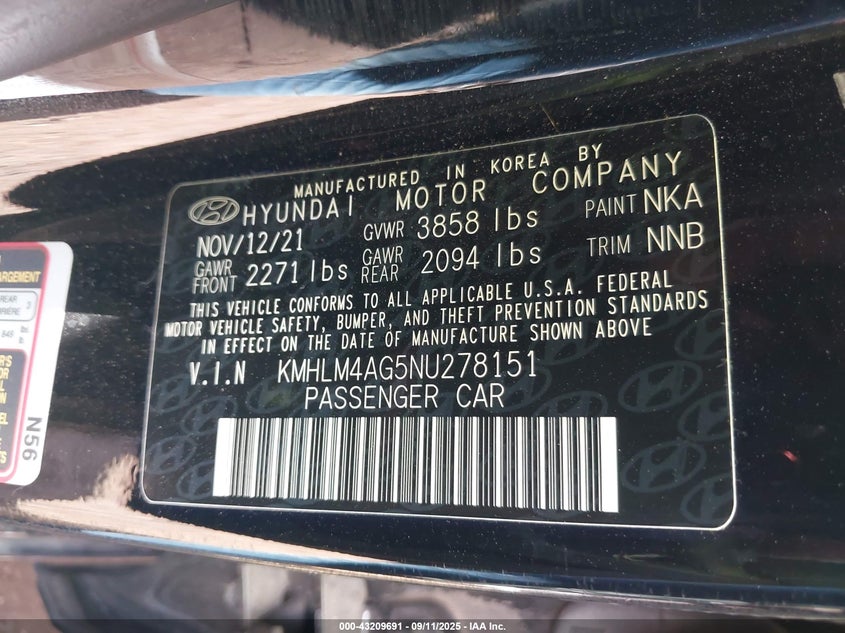 MANUFACTURED IN KOREA BY
HYUNDAI MOTOR COMPANY
NOV/12/21 GVWR 3858 lbs PAINT NKA
GAWR FRONT 2271 lbs GAWR REAR 2094 lbs TRIM NNB
THIS VEHICLE CONFORMS TO ALL APPLICABLE U.S.A. FEDERAL
MOTOR VEHICLE SAFETY, BUMPER, AND THEFT PREVENTION STANDARDS
IN EFFECT ON THE DATE OF MANUFACTURE SHOWN ABOVE
V.I.N KMHLM4AG5NU278151
PASSENGER CAR
ARGEMENT
REAR
3
N56
000-43209691 - 09/11/2025 - IAA Inc.